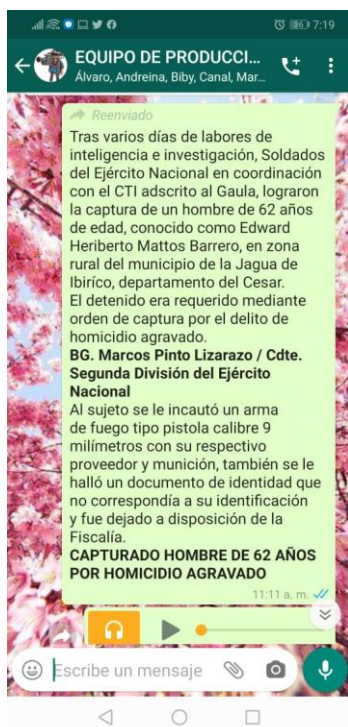 7:19
EQUIPO DE PRODUCCI...
Álvaro, Andreina, Biby, Canal, Mar...
Reenviado
Tras varios días de labores de
inteligencia e investigación, Soldados
del Ejército Nacional en coordinación
con el CTI adscrito al Gaula, lograron
la captura de un hombre de 62 años
de edad, conocido como Edward
Heriberto Mattos Barrero, en zona
rural del municipio de la Jagua de
Ibiríco, departamento del Cesar.
El detenido era requerido mediante
orden de captura por el delito de
homicidio agravado.
BG. Marcos Pinto Lizarazo / Cdte.
Segunda División del Ejército
Nacional
Al sujeto se le incautó un arma
de fuego tipo pistola calibre 9
milímetros con su respectivo
proveedor y munición, también se le
halló un documento de identidad que
no correspondía a su identificación
y fue dejado a disposición de la
Fiscalía.
CAPTURADO HOMBRE DE 62 AÑOS
POR HOMICIDIO AGRAVADO
11:11 a. m.
Escribe un mensaje